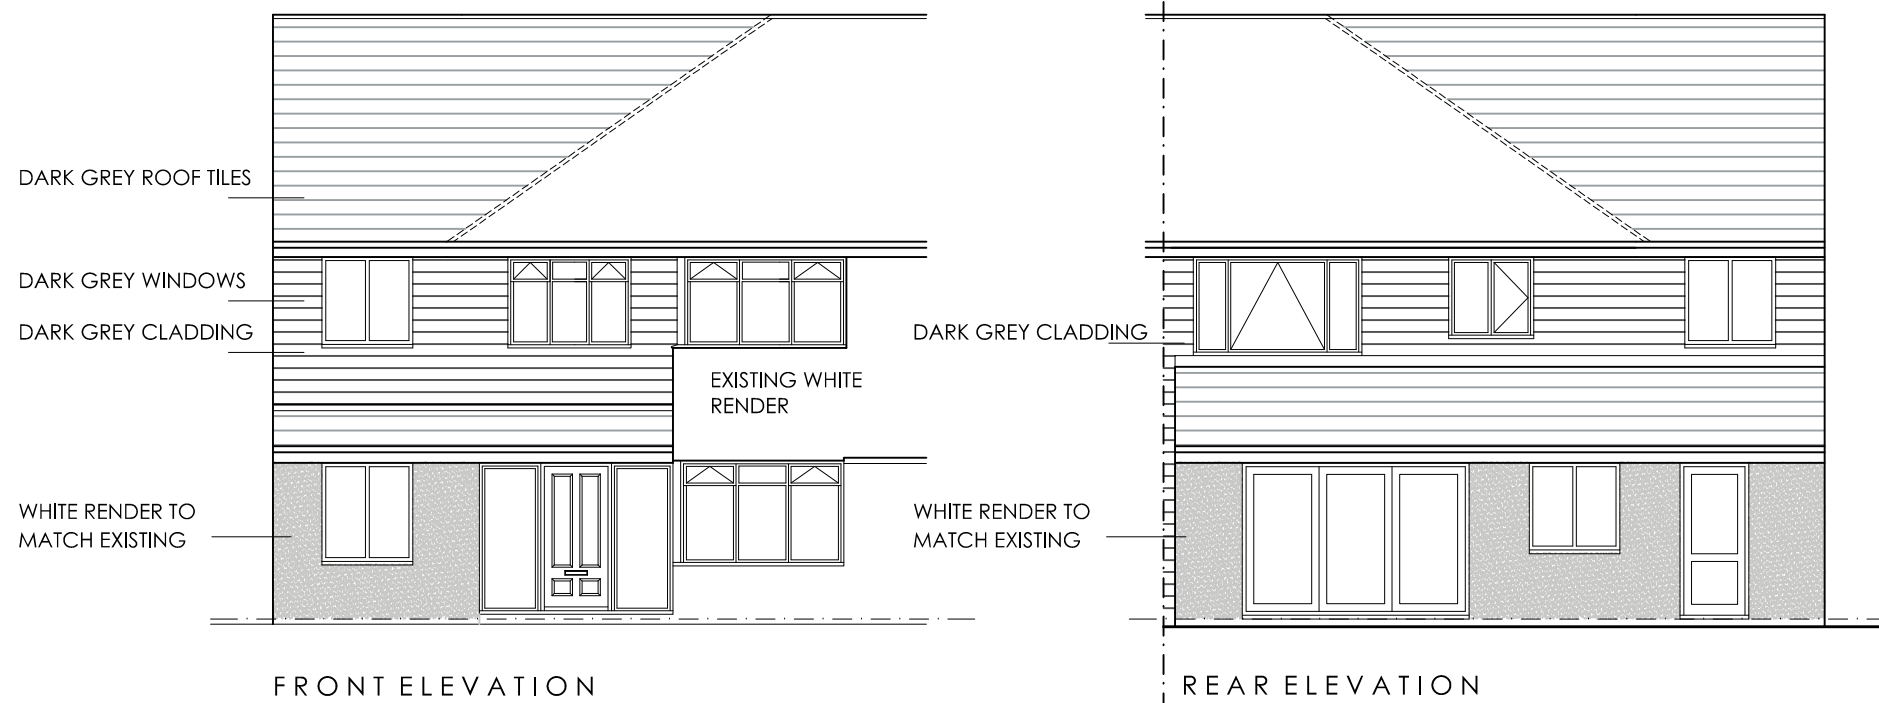 DARK GREY ROOF TILES
DARK GREY WINDOWS
DARK GREY CLADDING
EXISTING WHITE
RENDER
WHITE RENDER TO
MATCH EXISTING
FRONT ELEVATION
DARK GREY CLADDING
WHITE RENDER TO
MATCH EXISTING
REAR ELEVATION